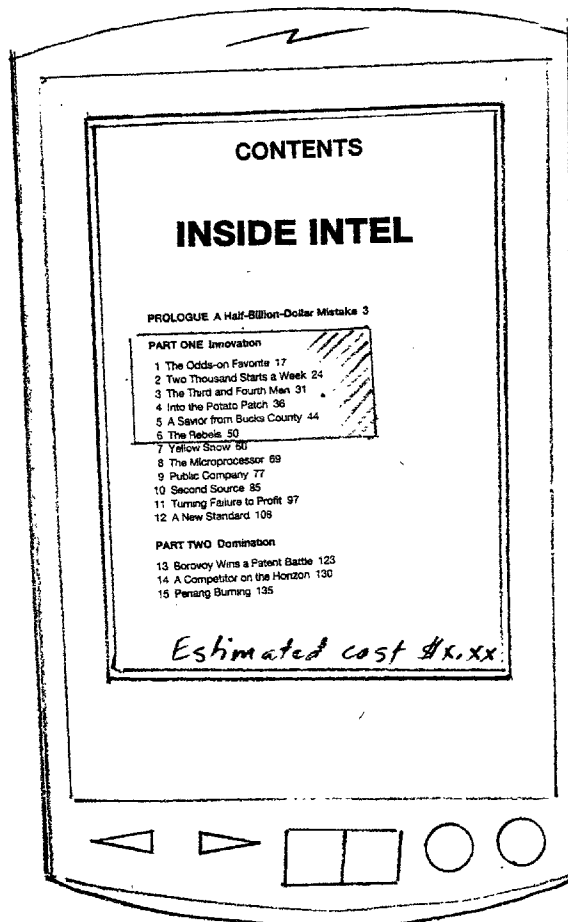 CONTENTS
INSIDE INTEL
PROLOGUE A Half-Billion-Dollar Mistake 3
PART ONE Innovation
1 The Odds-on Favorite 17
2 Two Thousand Starts a Week 24
3 The Third and Fourth Men 31
4 Into the Potato Patch 36
5 A Savior from Bucks County 44
6 The Rebels 50
7 Yellow Snow 60
8 The Microprocessor 69
9 Public Company 77
10 Second Source 85
11 Turning Failure to Profit 97
12 A New Standard 108
PART TWO Domination
13 Borovoy Wins a Patent Battle 123
14 A Competitor on the Horizon 130
15 Penang Burning 135
Estimated cost $x.xx